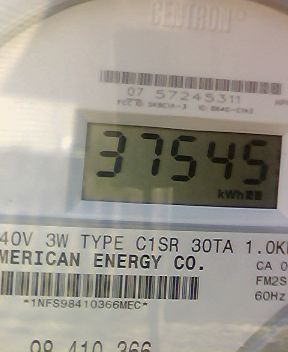 CENTRON
07 57245311
37545
kWh
40V 3W TYPE C1SR 30TA 1.0K
MERICAN ENERGY CO.
CA 0
FM2S
*1NFS98410366MEC*
60Hz
98 410 366